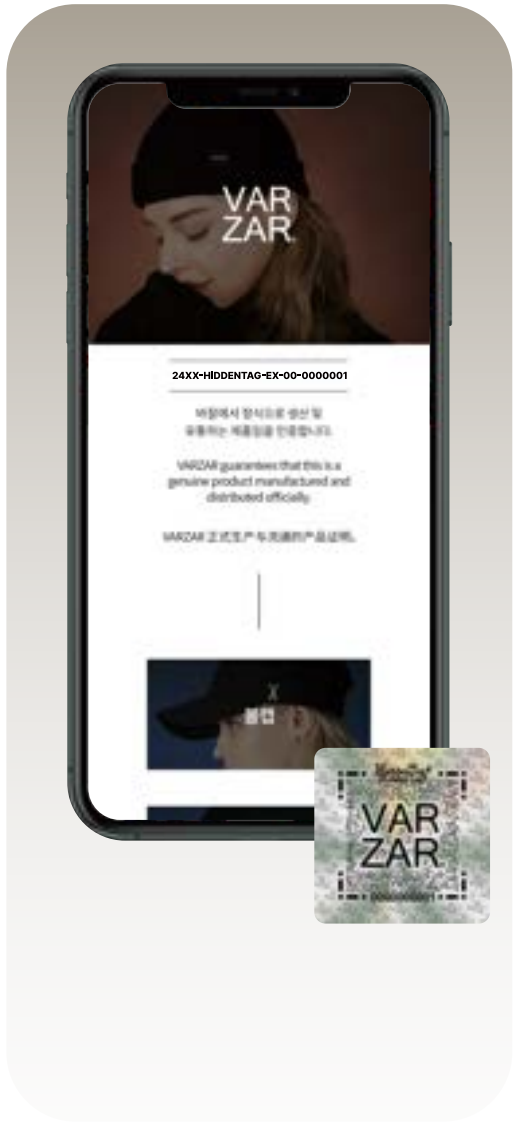 VAR
ZAR
24XX-HIDDENTAG-EX-00-0000001
바잘에서 정식으로 생산 및
유통하는 제품임을 인증합니다.
VARZAR guarantees that this is a
genuine product manufactured and
distributed officially.
VARZAR 正式生产与流通的产品证明。
볼캡
HiddenTag
VAR
ZAR